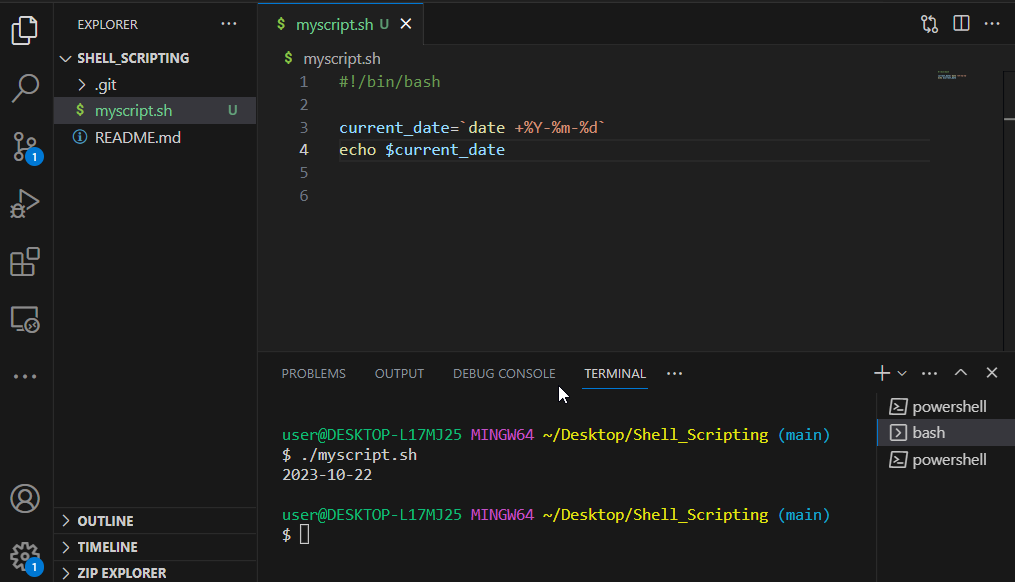 EXPLORER
SHELL_SCRIPTING
.git
$ myscript.sh U
README.md
1
OUTLINE
TIMELINE
1
ZIP EXPLORER
$ myscript.sh U
$ myscript.sh
1 #!/bin/bash
2
3 current_date=`date +%Y-%m-%d`
4 echo $current_date
5
6
PROBLEMS OUTPUT DEBUG CONSOLE TERMINAL
user@DESKTOP-L17MJ25 MINGW64 ~/Desktop/Shell_Scripting (main)
$ ./myscript.sh
2023-10-22
user@DESKTOP-L17MJ25 MINGW64 ~/Desktop/Shell_Scripting (main)
$
powershell
bash
powershell